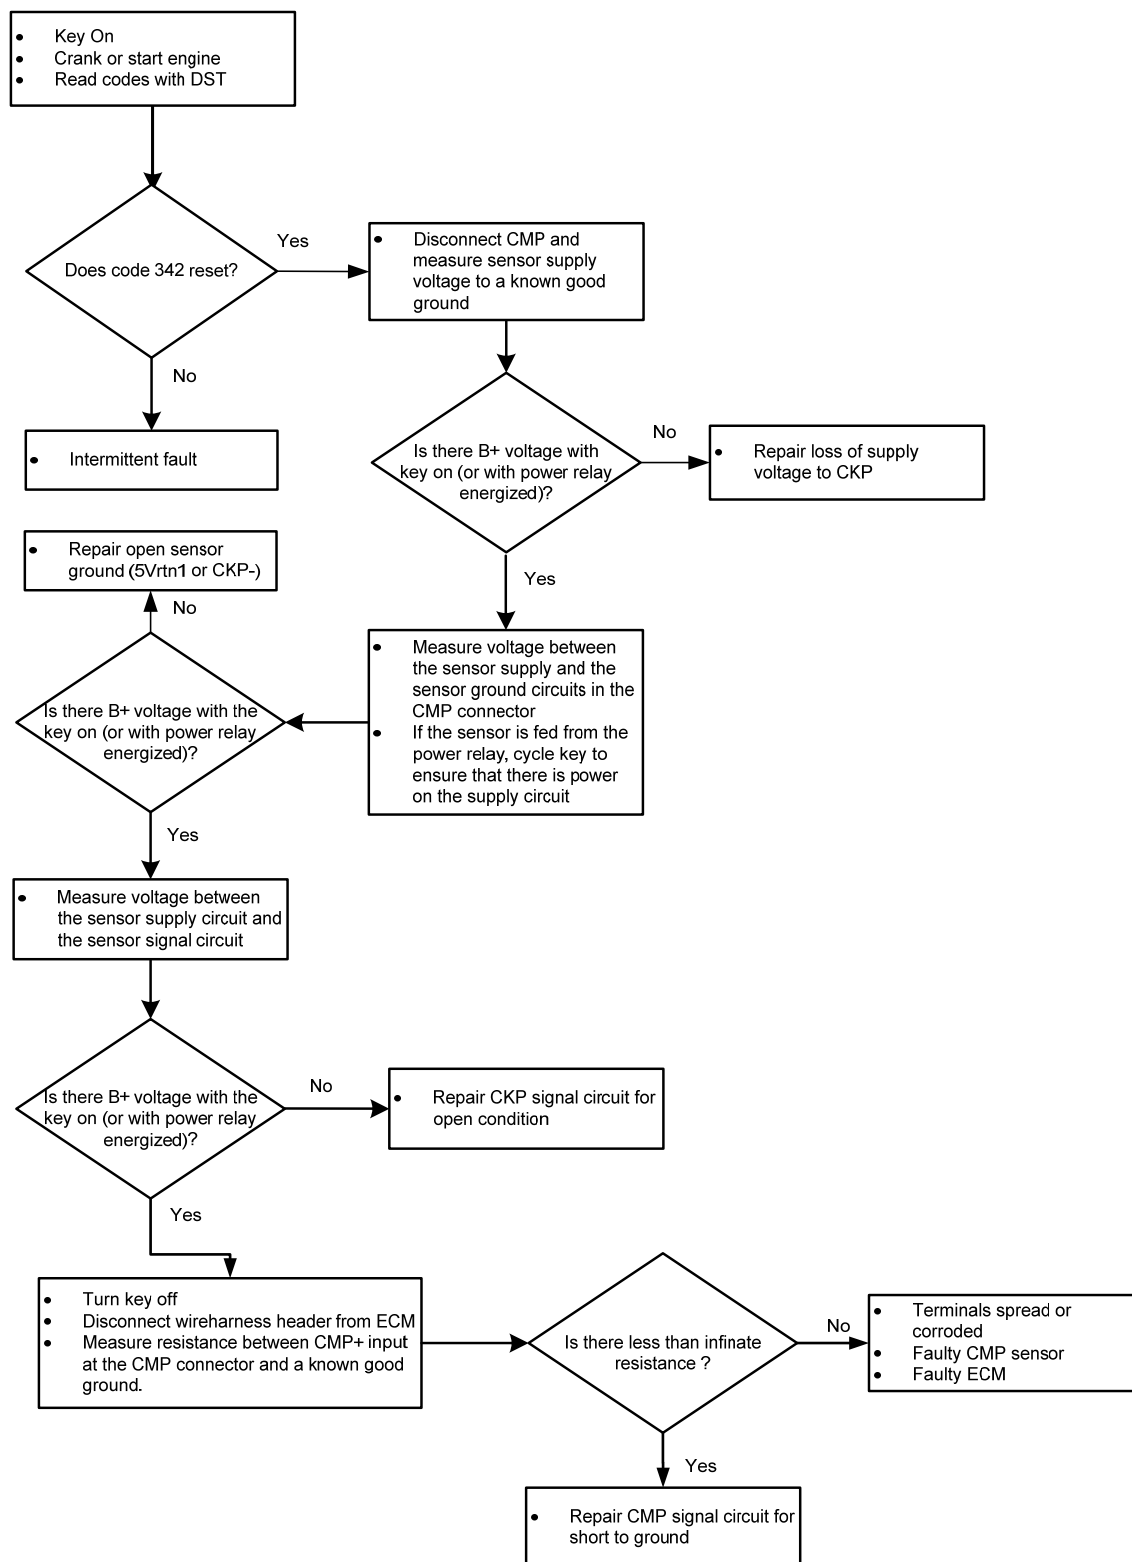 • Key On
• Crank or start engine
• Read codes with DST
Does code 342 reset?
Yes
No
• Intermittent fault
• Disconnect CMP and
measure sensor supply
voltage to a known good
ground
Is there B+ voltage with
key on (or with power relay
energized)?
No
• Repair loss of supply
voltage to CKP
Yes
• Measure voltage between
the sensor supply and the
sensor ground circuits in the
CMP connector
• If the sensor is fed from the
power relay, cycle key to
ensure that there is power
on the supply circuit
• Repair open sensor
ground (5Vrtn1 or CKP-)
No
Is there B+ voltage with the
key on (or with power relay
energized)?
Yes
• Measure voltage between
the sensor supply circuit and
the sensor signal circuit
Is there B+ voltage with the
key on (or with power relay
energized)?
No
• Repair CKP signal circuit for
open condition
Yes
• Turn key off
• Disconnect wireharness header from ECM
• Measure resistance between CMP+ input
at the CMP connector and a known good
ground.
Is there less than infinate
resistance ?
No
• Terminals spread or
corroded
• Faulty CMP sensor
• Faulty ECM
Yes
• Repair CMP signal circuit for
short to ground